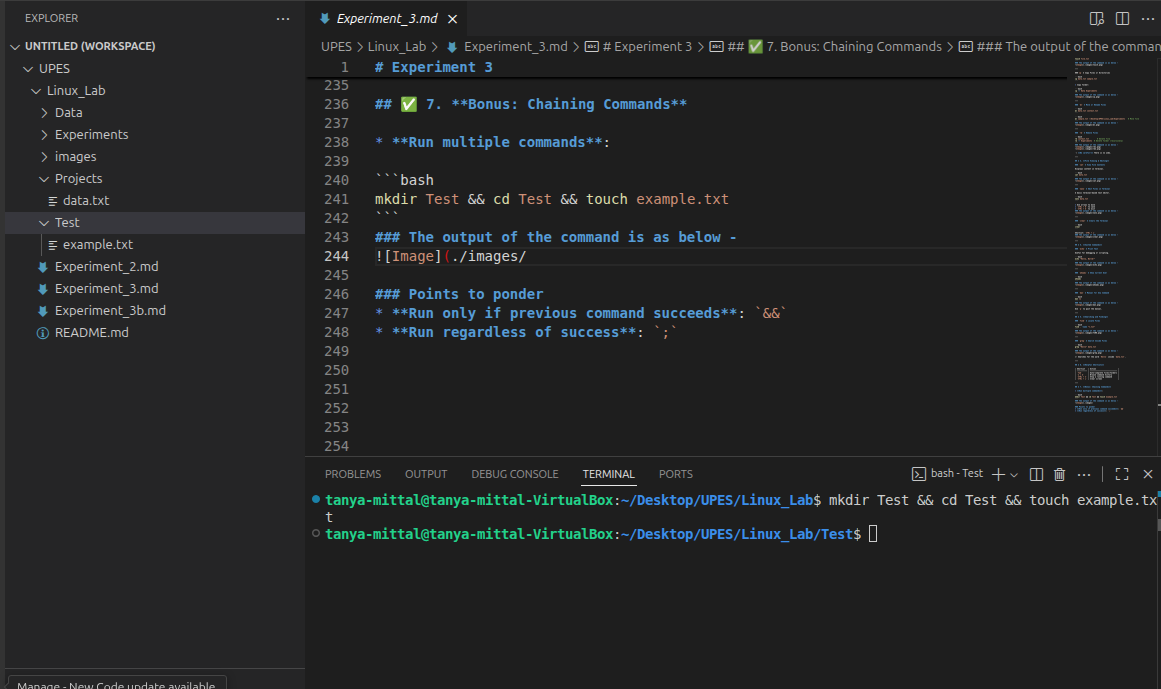 EXPLORER
UNTITLED (WORKSPACE)
UPES
Linux_Lab
Data
Experiments
images
Projects
data.txt
Test
example.txt
Experiment_2.md
Experiment_3.md
Experiment_3b.md
README.md
Manage - New Code update available
Experiment_3.md
UPES > Linux_Lab > Experiment_3.md > # Experiment 3 > ## ✅ 7. Bonus: Chaining Commands > ### The output of the comman
1 # Experiment 3
235
236 ## ✅ 7. **Bonus: Chaining Commands**
237
238 * **Run multiple commands**:
239
240 ```bash
241 mkdir Test && cd Test && touch example.txt
242 ```
243 ### The output of the command is as below -
244 ![Image](./images/
245
246 ### Points to ponder
247 * **Run only if previous command succeeds**: `&&`
248 * **Run regardless of success**: `;`
249
250
251
252
253
254
PROBLEMS OUTPUT DEBUG CONSOLE TERMINAL PORTS bash - Test
tanya-mittal@tanya-mittal-VirtualBox:~/Desktop/UPES/Linux_Lab$ mkdir Test && cd Test && touch example.tx
t
tanya-mittal@tanya-mittal-VirtualBox:~/Desktop/UPES/Linux_Lab/Test$